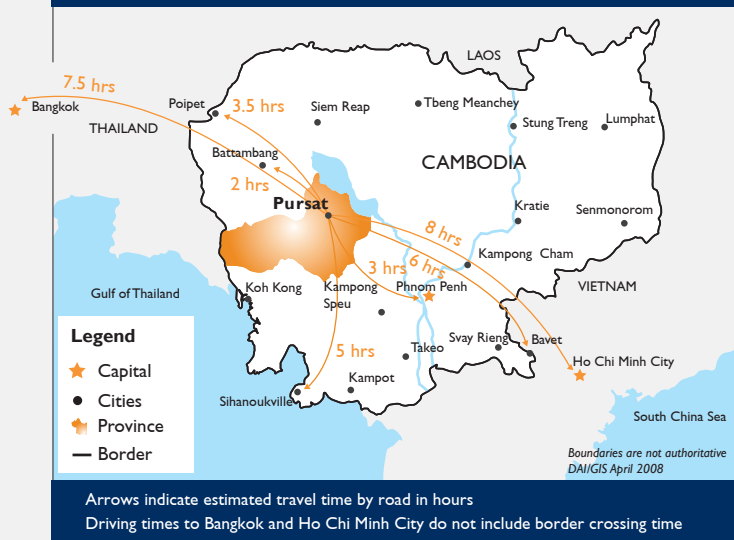 LAOS
7.5 hrs
Bangkok
Poipet
3.5 hrs
Siem Reap
Tbeng Meanchey
THAILAND
Stung Treng
Lumphat
Battambang
CAMBODIA
2 hrs
Pursat
Kratie
Senmonorom
8 hrs
Kampong Cham
3 hrs
6 hrs
Gulf of Thailand
Koh Kong
Kampong
Speu
Phnom Penh
VIETNAM
Legend
Capital
Cities
Province
Border
5 hrs
Takeo
Svay Rieng
Bavet
Ho Chi Minh City
Kampot
Sihanoukville
South China Sea
Boundaries are not authoritative
DAI/GIS April 2008
Arrows indicate estimated travel time by road in hours
Driving times to Bangkok and Ho Chi Minh City do not include border crossing time